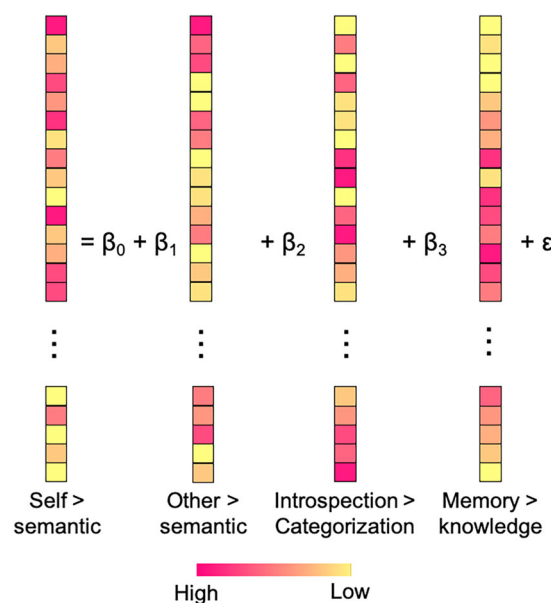 = β0 + β1 + β2 + β3 + ε
Self > Other > Introspection > Memory >
semantic semantic Categorization knowledge
High Low